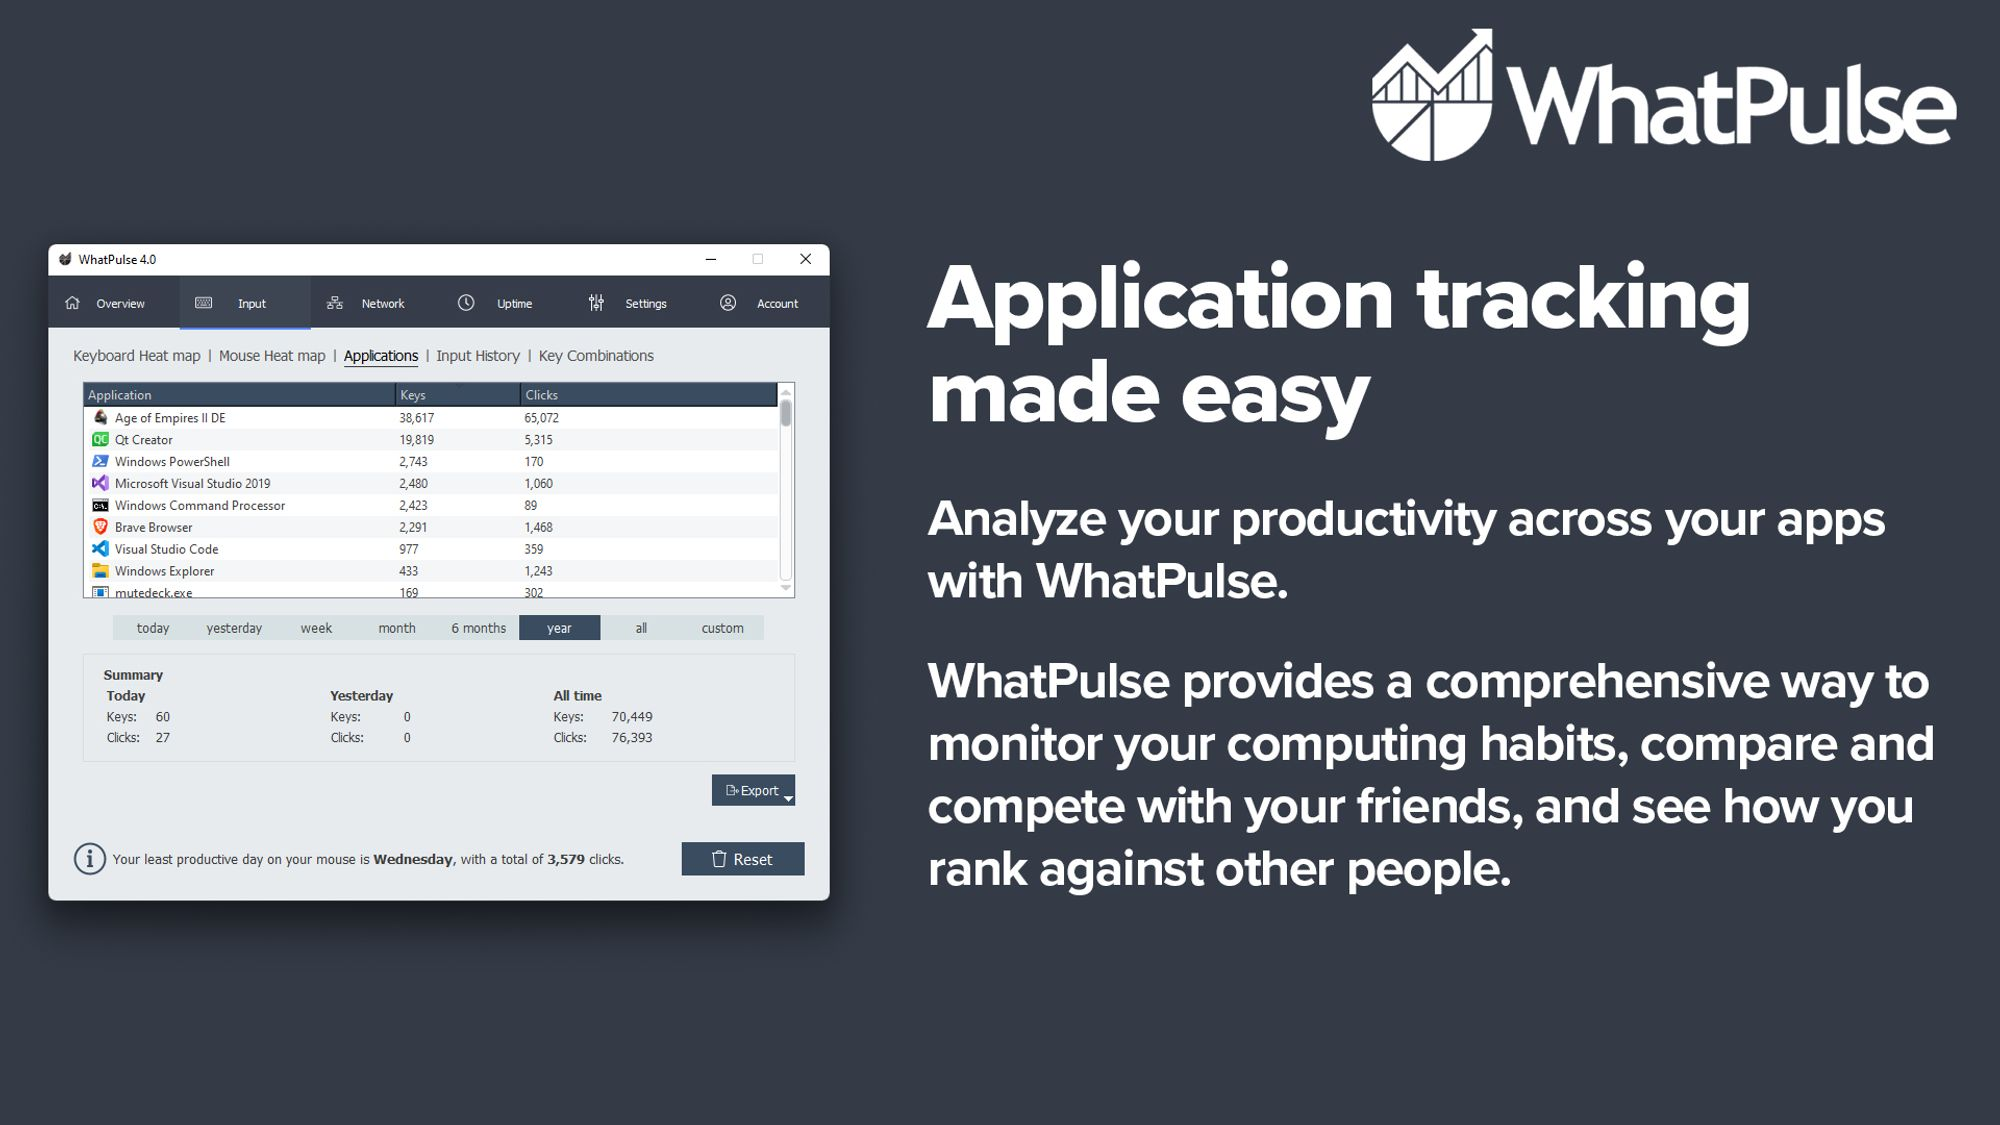 WhatPulse
WhatPulse 4.0
Overview Input Network Uptime Settings Account
Keyboard Heat map | Mouse Heat map | Applications | Input History | Key Combinations
Application Keys Clicks
Age of Empires II DE 38,617 65,072
Qt Creator 19,819 5,315
Windows PowerShell 2,743 170
Microsoft Visual Studio 2019 2,480 1,060
Windows Command Processor 2,423 89
Brave Browser 2,291 1,468
Visual Studio Code 977 359
Windows Explorer 433 1,243
mutedeck.exe 169 302
today yesterday week month 6 months year all custom
Summary
Today Yesterday All time
Keys: 60 Keys: 0 Keys: 70,449
Clicks: 27 Clicks: 0 Clicks: 76,393
Export
Your least productive day on your mouse is Wednesday, with a total of 3,579 clicks.
Reset
Application tracking
made easy
Analyze your productivity across your apps
with WhatPulse.
WhatPulse provides a comprehensive way to
monitor your computing habits, compare and
compete with your friends, and see how you
rank against other people.